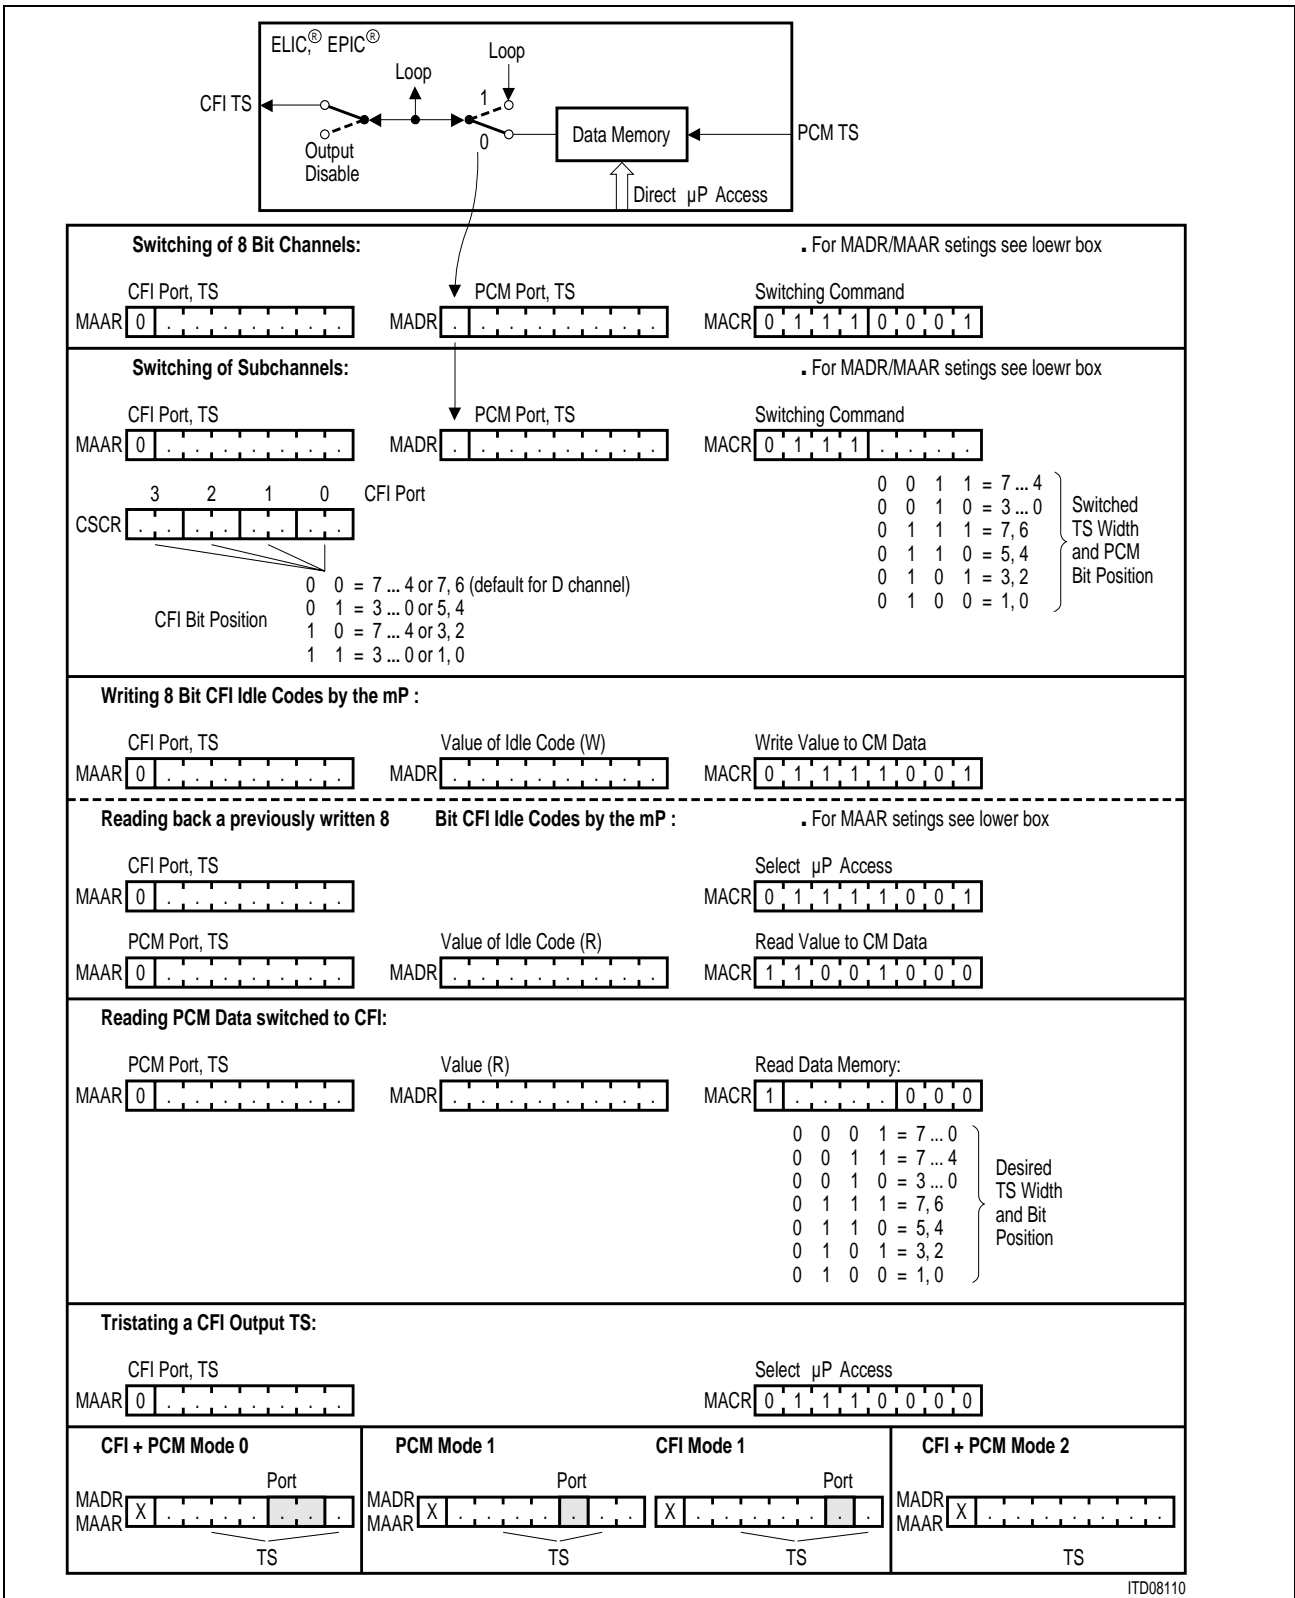 ELIC,® EPIC®
Loop
Loop
CFI TS
1
0
Data Memory
PCM TS
Output
Disable
Direct µP Access
Switching of 8 Bit Channels:
. For MADR/MAAR setings see loewr box
CFI Port, TS
PCM Port, TS
Switching Command
MAAR 0 . . . . . . .
MADR . . . . . . . .
MACR 0 1 1 1 0 0 0 1
Switching of Subchannels:
. For MADR/MAAR setings see loewr box
CFI Port, TS
PCM Port, TS
Switching Command
MAAR 0 . . . . . . .
MADR . . . . . . . .
MACR 0 1 1 1 . . . .
3 2 1 0 CFI Port
CSCR . . . . . . . .
0 0 = 7 ... 4 or 7, 6 (default for D channel)
0 1 = 3 ... 0 or 5, 4
1 0 = 7 ... 4 or 3, 2
1 1 = 3 ... 0 or 1, 0
CFI Bit Position
0 0 1 1 = 7 ... 4
0 0 1 0 = 3 ... 0
0 1 1 1 = 7, 6
0 1 1 0 = 5, 4
0 1 0 1 = 3, 2
0 1 0 0 = 1, 0
Switched
TS Width
and PCM
Bit Position
Writing 8 Bit CFI Idle Codes by the mP :
CFI Port, TS
Value of Idle Code (W)
Write Value to CM Data
MAAR 0 . . . . . . .
MADR . . . . . . . .
MACR 0 1 1 1 1 0 0 1
Reading back a previously written 8 Bit CFI Idle Codes by the mP :
. For MAAR setings see lower box
CFI Port, TS
Select µP Access
MAAR 0 . . . . . . .
MACR 0 1 1 1 1 0 0 1
PCM Port, TS
Value of Idle Code (R)
Read Value to CM Data
MAAR 0 . . . . . . .
MADR . . . . . . . .
MACR 1 1 0 0 1 0 0 0
Reading PCM Data switched to CFI:
PCM Port, TS
Value (R)
Read Data Memory:
MAAR 0 . . . . . . .
MADR . . . . . . . .
MACR 1 . . . . 0 0 0
0 0 0 1 = 7 ... 0
0 0 1 1 = 7 ... 4
0 0 1 0 = 3 ... 0
0 1 1 1 = 7, 6
0 1 1 0 = 5, 4
0 1 0 1 = 3, 2
0 1 0 0 = 1, 0
Desired
TS Width
and Bit
Position
Tristating a CFI Output TS:
CFI Port, TS
Select µP Access
MAAR 0 . . . . . . .
MACR 0 1 1 1 0 0 0 0
CFI + PCM Mode 0
Port
MADR
MAAR
X . . . . . . .
TS
PCM Mode 1
Port
MADR
MAAR
X . . . . . . .
TS
CFI Mode 1
Port
X . . . . . . .
TS
CFI + PCM Mode 2
MADR
MAAR
X . . . . . . .
TS
ITD08110